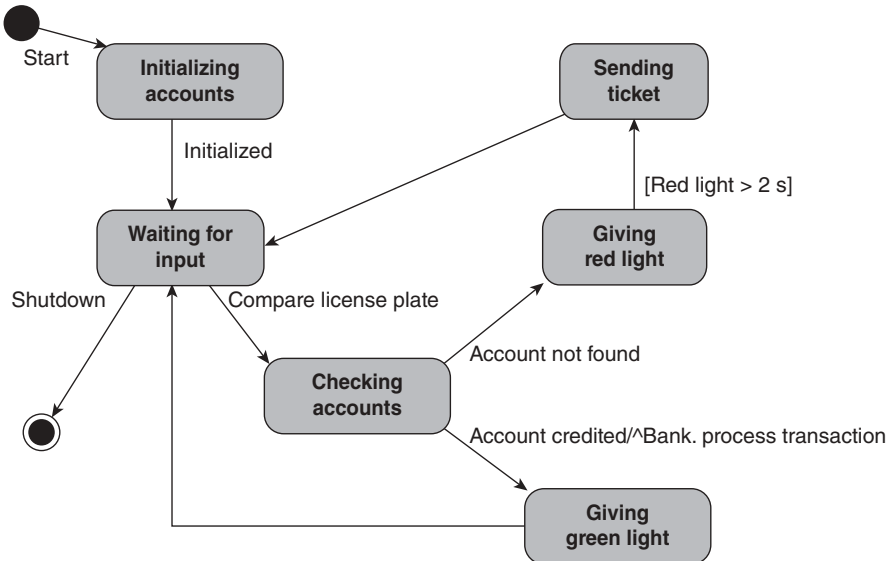 Start
Initializing
accounts
Sending
ticket
Initialized
[Red light > 2 s]
Waiting for
input
Giving
red light
Shutdown
Compare license plate
Account not found
Checking
accounts
Account credited/^Bank. process transaction
Giving
green light